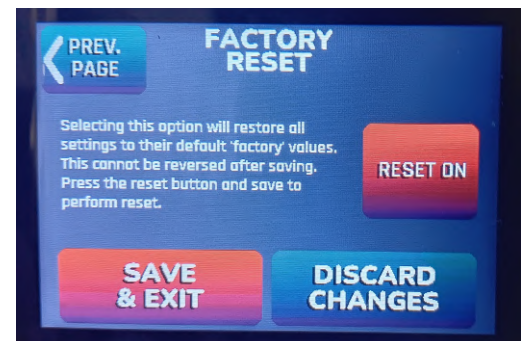 PREV.
PAGE
FACTORY
RESET
Selecting this option will restore all
settings to their default 'factory' values.
This cannot be reversed after saving.
Press the reset button and save to
perform reset.
RESET ON
SAVE
& EXIT
DISCARD
CHANGES